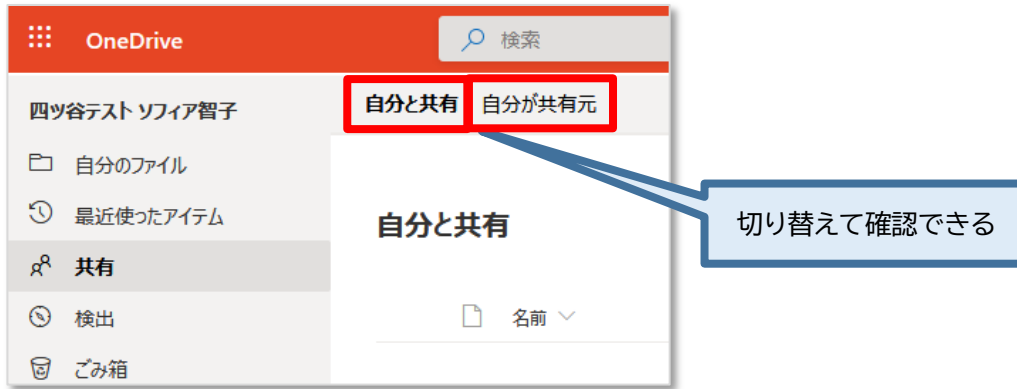 OneDrive
検索
四ツ谷テスト ソフィア智子
自分のファイル
最近使ったアイテム
共有
検出
ごみ箱
自分と共有 自分が共有元
自分と共有
名前
切り替えて確認できる